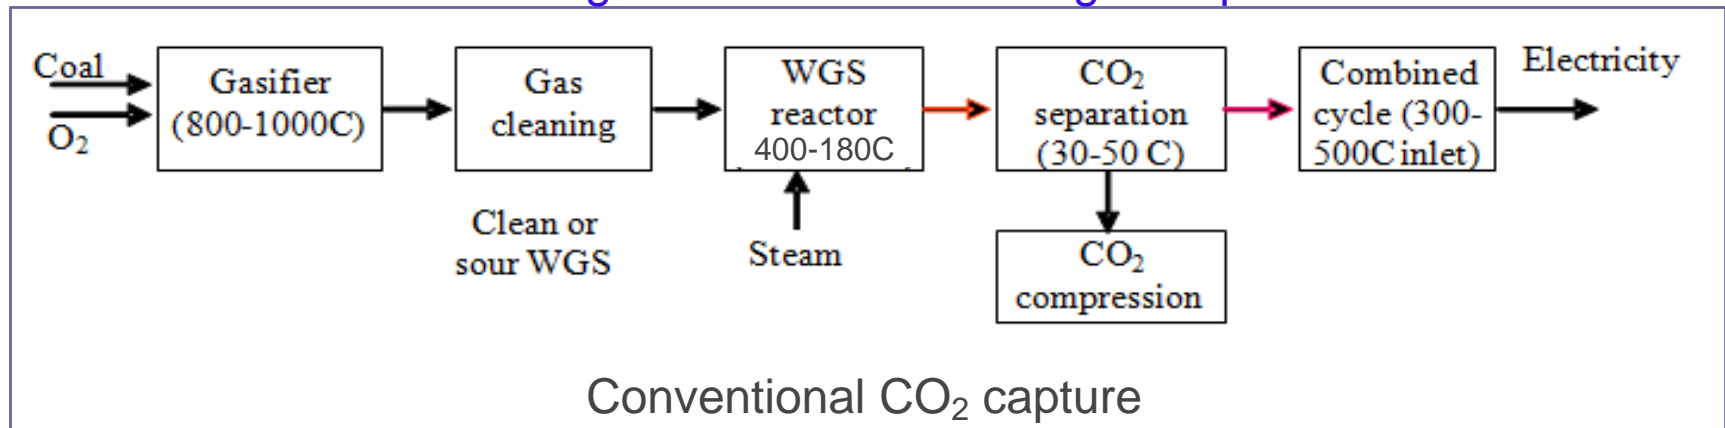 Coal
O₂
Gasifier
(800-1000C)
Gas
cleaning
Clean or
sour WGS
WGS
reactor
400-180C
Steam
CO₂
separation
(30-50 C)
CO₂
compression
Combined
cycle (300-
500C inlet)
Electricity
Conventional CO₂ capture